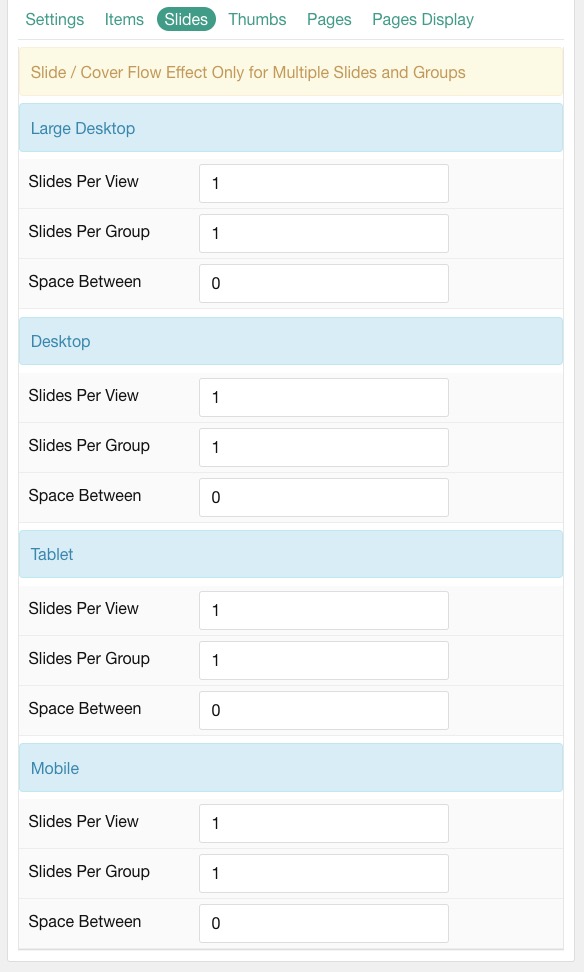 Settings Items Slides Thumbs Pages Pages Display
Slide / Cover Flow Effect Only for Multiple Slides and Groups
Large Desktop
Slides Per View 1
Slides Per Group 1
Space Between 0
Desktop
Slides Per View 1
Slides Per Group 1
Space Between 0
Tablet
Slides Per View 1
Slides Per Group 1
Space Between 0
Mobile
Slides Per View 1
Slides Per Group 1
Space Between 0